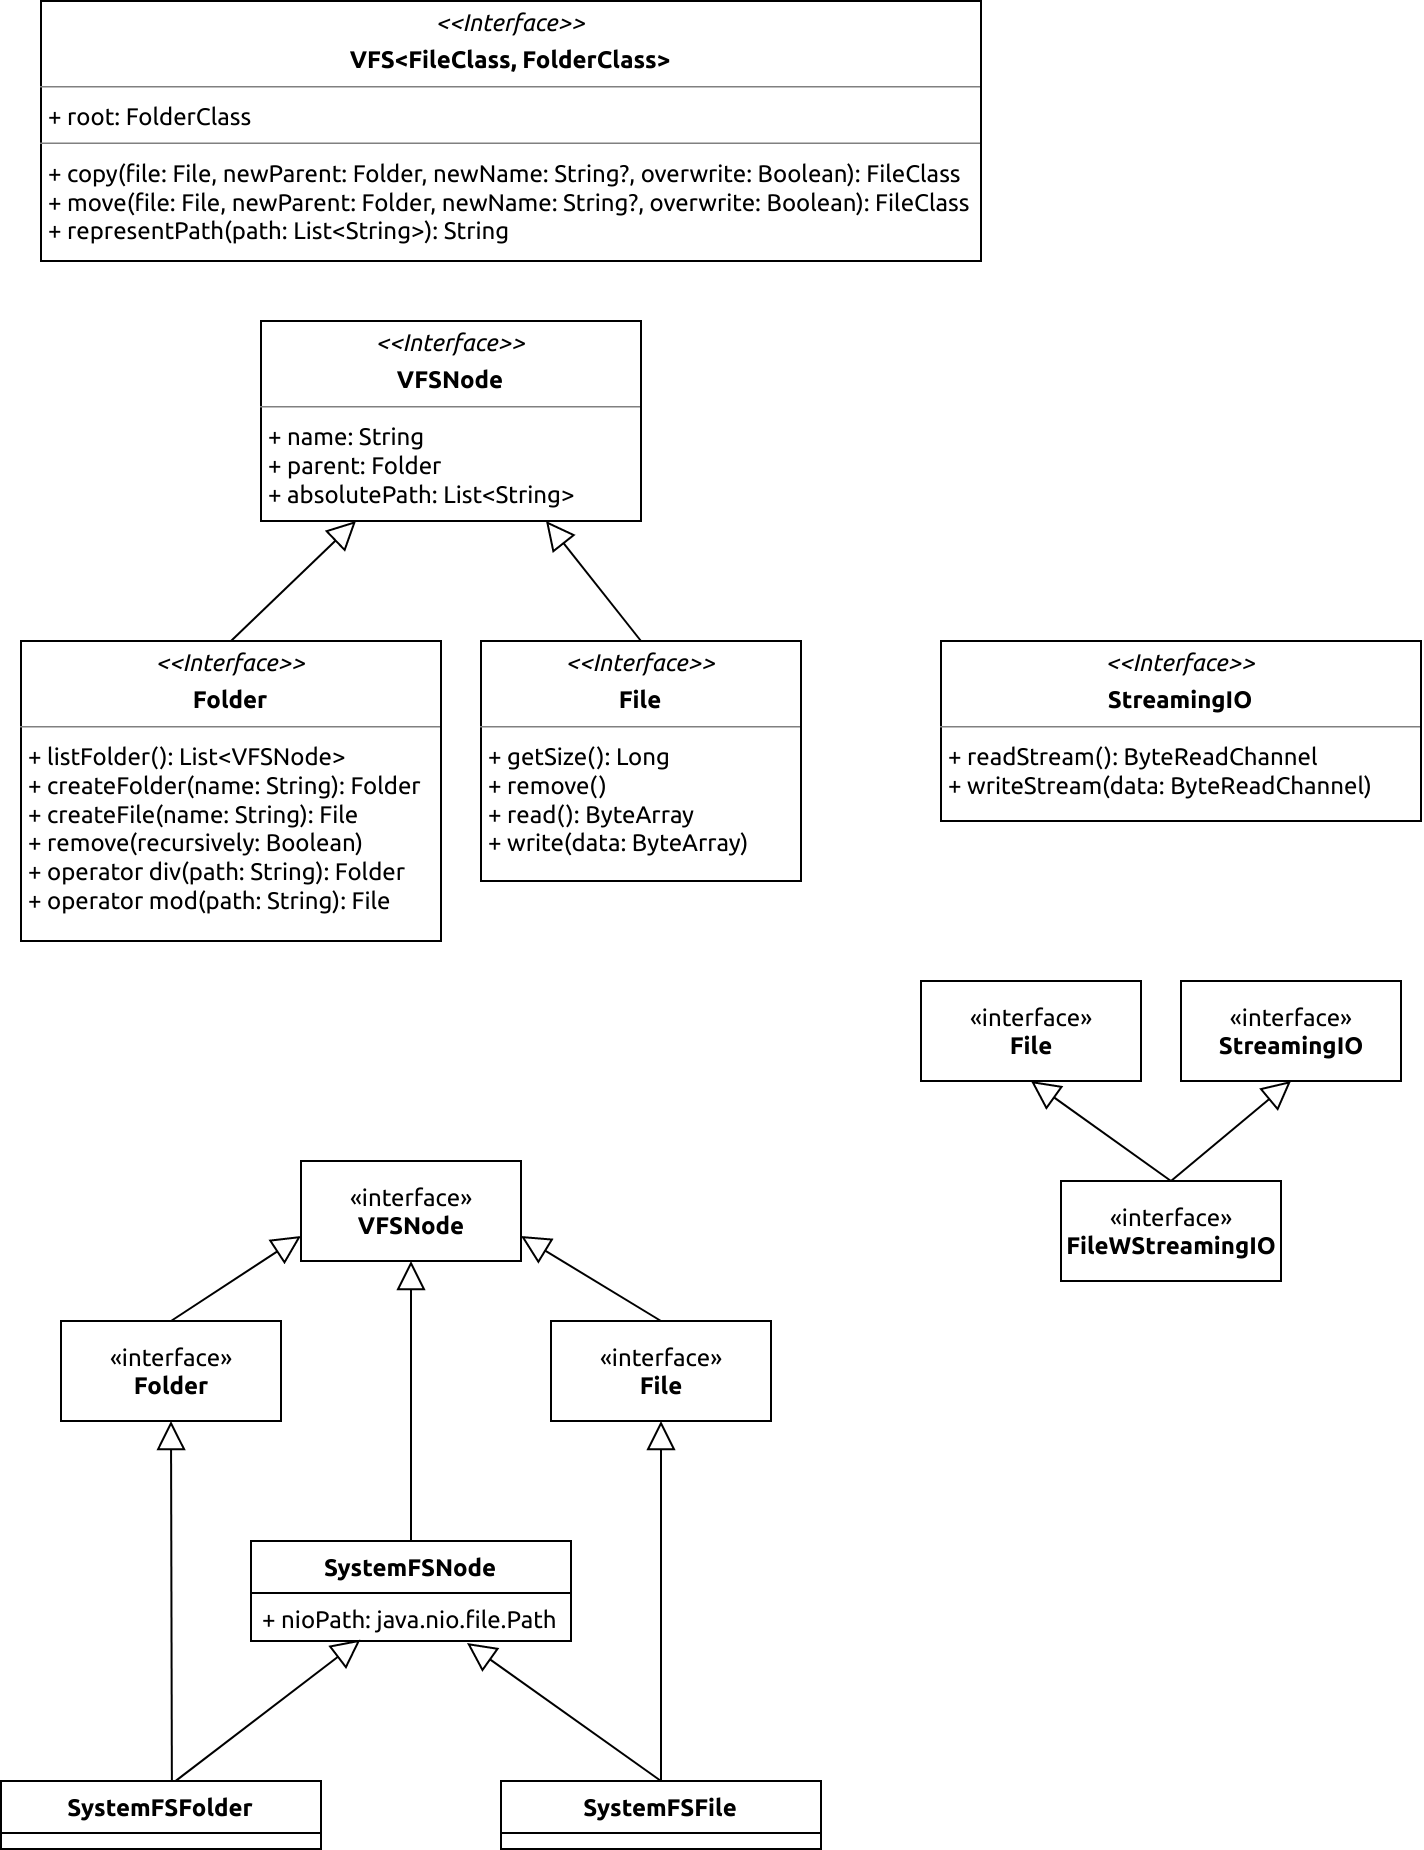 <<Interface>>
VFS<FileClass, FolderClass>
+ root: FolderClass
+ copy(file: File, newParent: Folder, newName: String?, overwrite: Boolean): FileClass
+ move(file: File, newParent: Folder, newName: String?, overwrite: Boolean): FileClass
+ representPath(path: List<String>): String
<<Interface>>
VFSNode
+ name: String
+ parent: Folder
+ absolutePath: List<String>
<<Interface>>
Folder
+ listFolder(): List<VFSNode>
+ createFolder(name: String): Folder
+ createFile(name: String): File
+ remove(recursively: Boolean)
+ operator div(path: String): Folder
+ operator mod(path: String): File
<<Interface>>
File
+ getSize(): Long
+ remove()
+ read(): ByteArray
+ write(data: ByteArray)
<<Interface>>
StreamingIO
+ readStream(): ByteReadChannel
+ writeStream(data: ByteReadChannel)
«interface»
File
«interface»
StreamingIO
«interface»
FileWStreamingIO
«interface»
VFSNode
«interface»
Folder
«interface»
File
SystemFSNode
+ nioPath: java.nio.file.Path
SystemFSFolder
SystemFSFile